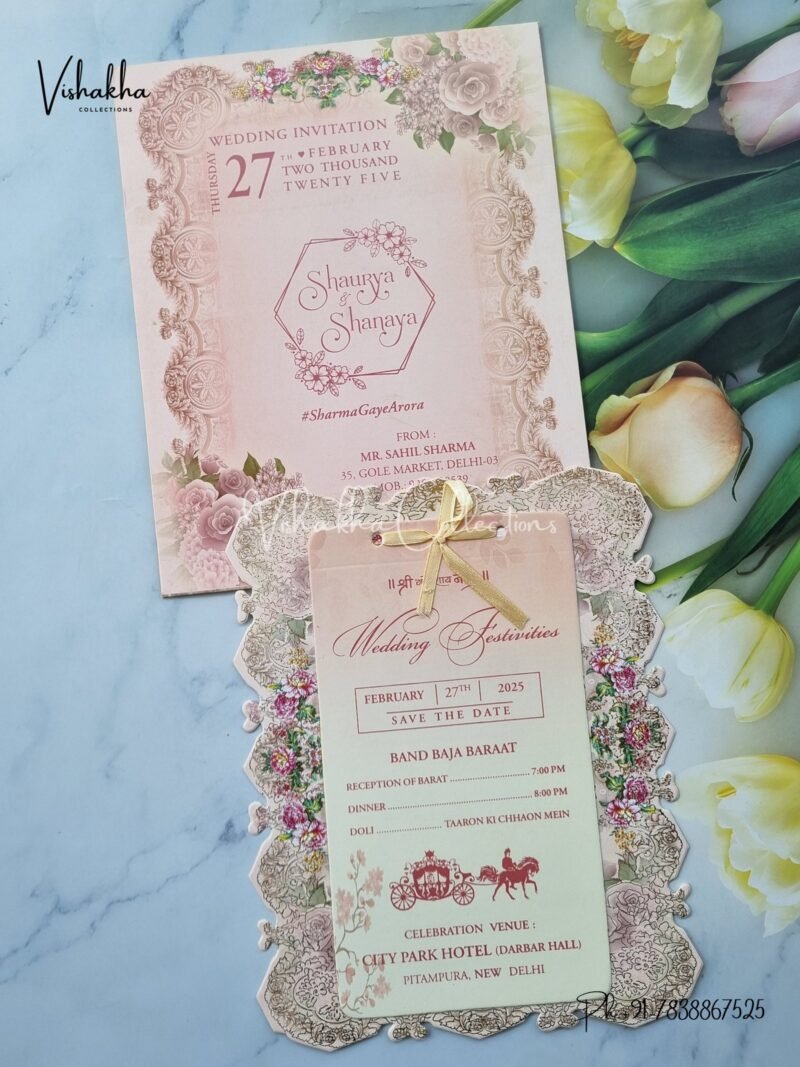 Vishakha
COLLECTIONS
WEDDING INVITATION
THURSDAY
27TH ♥ FEBRUARY
TWO THOUSAND
TWENTY FIVE
Shaurya
&
Shanaya
#SharmaGayeArora
FROM :
MR. SAHIL SHARMA
35, GOLE MARKET, DELHI-03
MOB.:
Vishakha Collections
|| श्री ||
Wedding Festivities
FEBRUARY | 27TH | 2025
SAVE THE DATE
BAND BAJA BARAAT
RECEPTION OF BARAT .............................. 7:00 PM
DINNER .................................................. 8:00 PM
DOLI ...................... TAARON KI CHHAON MEIN
CELEBRATION VENUE :
CITY PARK HOTEL (DARBAR HALL)
PITAMPURA, NEW DELHI
Ph. 91-7838867525